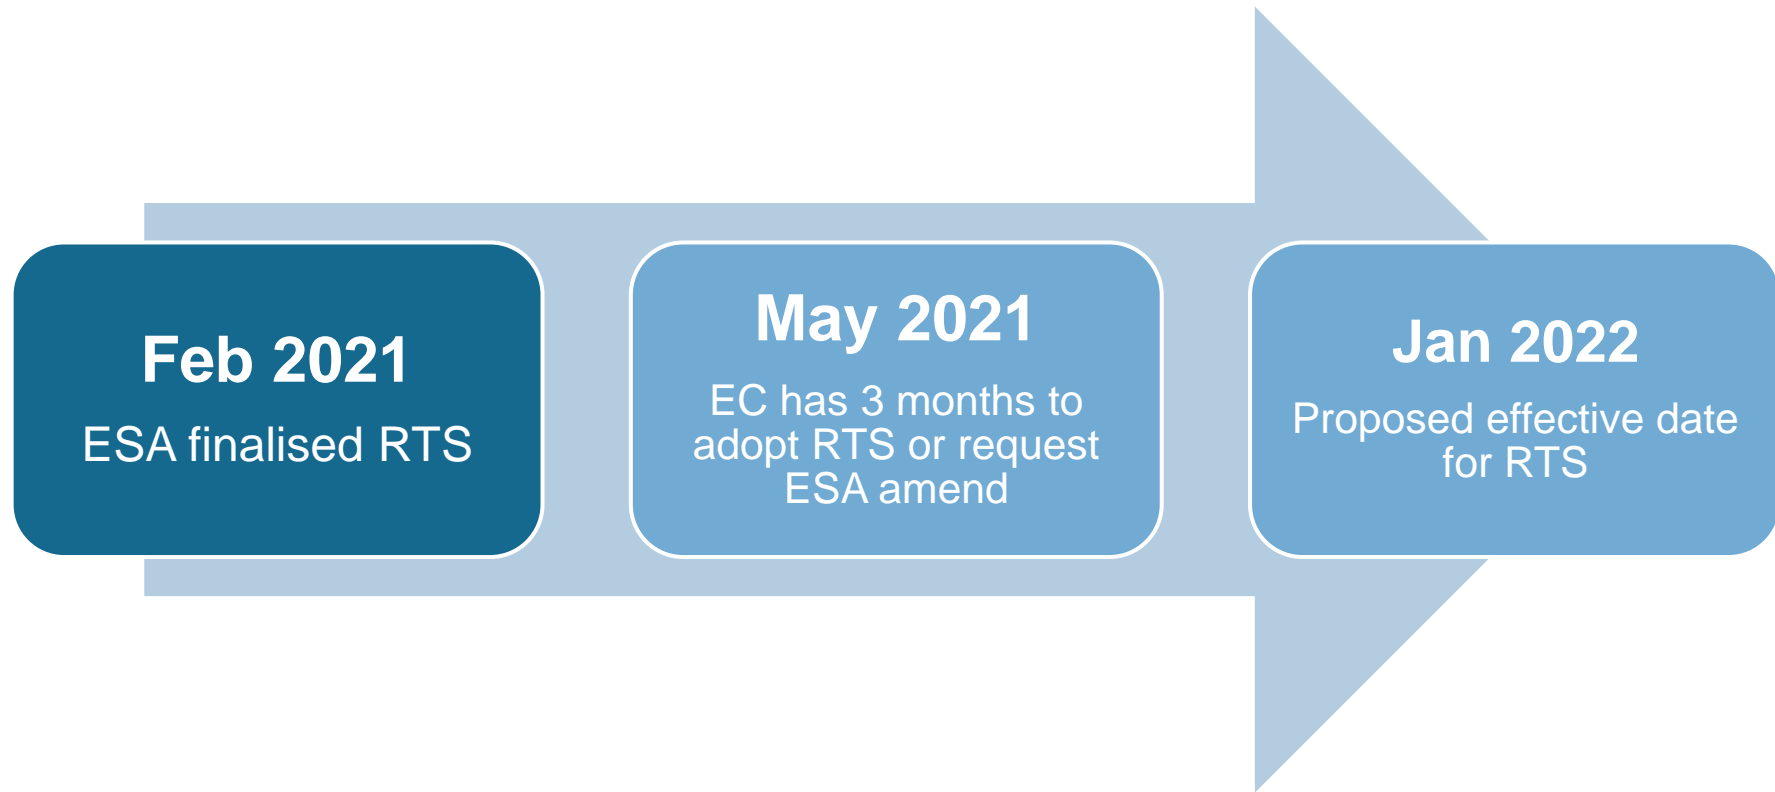 Feb 2021
ESA finalised RTS
May 2021
EC has 3 months to
adopt RTS or request
ESA amend
Jan 2022
Proposed effective date
for RTS